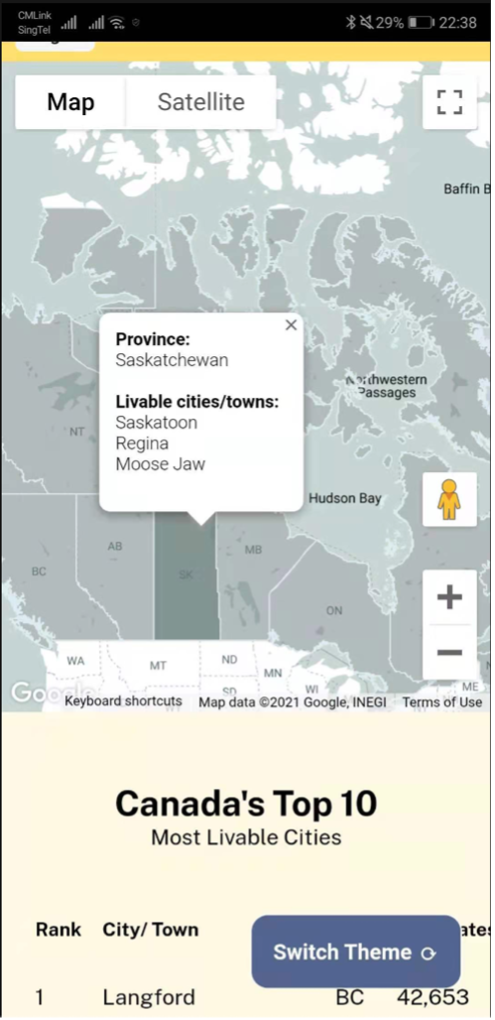 CMLink
SingTel
29% 22:38
Map Satellite
Baffin B
Province:
Saskatchewan
Livable cities/towns:
Saskatoon
Regina
Moose Jaw
Northwestern
Passages
NT
Hudson Bay
AB
MB
BC
SK
ON
WA
MT
ND
MN
SD
WI
ME
Google
Keyboard shortcuts Map data ©2021 Google, INEGI Terms of Use
Canada's Top 10
Most Livable Cities
Rank City/ Town
Switch Theme
1 Langford BC 42,653